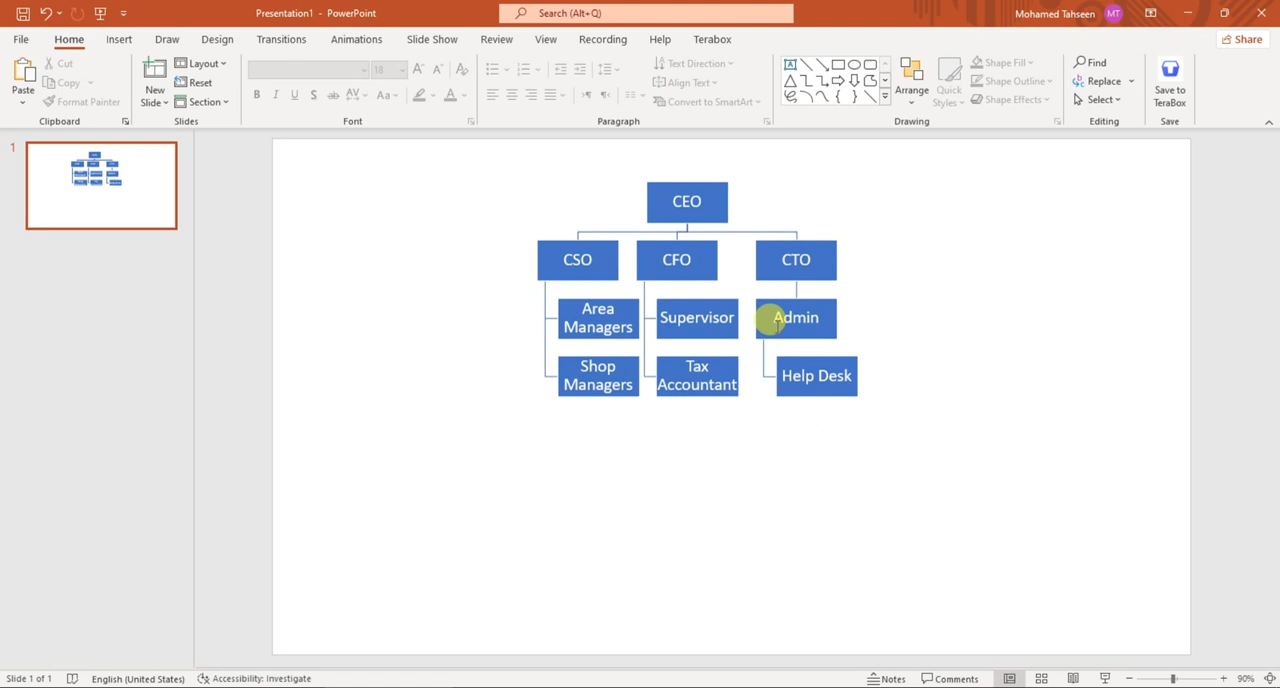 Presentation1 - PowerPoint
Search (Alt+Q)
Mohamed Tahseen MT
File Home Insert Draw Design Transitions Animations Slide Show Review View Recording Help Terabox
Share
Paste
Cut
Copy
Format Painter
Clipboard
New
Slide
Layout
Reset
Section
Slides
18
Font
Text Direction
Align Text
Convert to SmartArt
Paragraph
Arrange
Quick
Styles
Shape Fill
Shape Outline
Shape Effects
Drawing
Find
Replace
Select
Editing
Save to
TeraBox
Save
1
CEO
CSO CFO CTO
Area
Managers
Supervisor
Admin
Shop
Managers
Tax
Accountant
Help Desk
Slide 1 of 1 English (United States) Accessibility: Investigate Notes Comments 90%